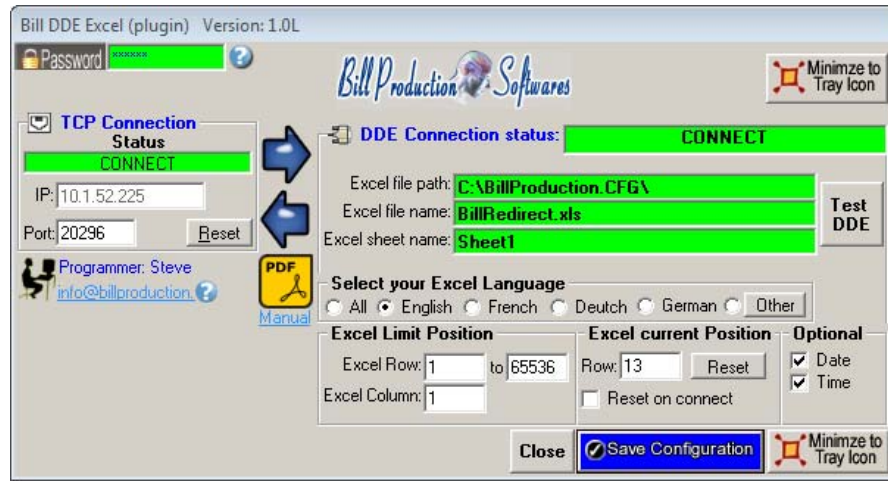 Bill DDE Excel (plugin) Version: 1.0L
Password ******
Bill Production Softwares
Minimze to
Tray Icon
TCP Connection
Status
CONNECT
IP: 10.1.52.225
Port: 20296 Reset
Programmer: Steve
info@billproduction.
PDF
Manual
DDE Connection status: CONNECT
Excel file path: C:\BillProduction.CFG\
Excel file name: BillRedirect.xls
Excel sheet name: Sheet1
Test
DDE
Select your Excel Language
All English French Deutch German Other
Excel Limit Position
Excel Row: 1 to 65536
Excel Column: 1
Excel current Position
Row: 13 Reset
Reset on connect
Optional
Date
Time
Close Save Configuration
Minimze to
Tray Icon